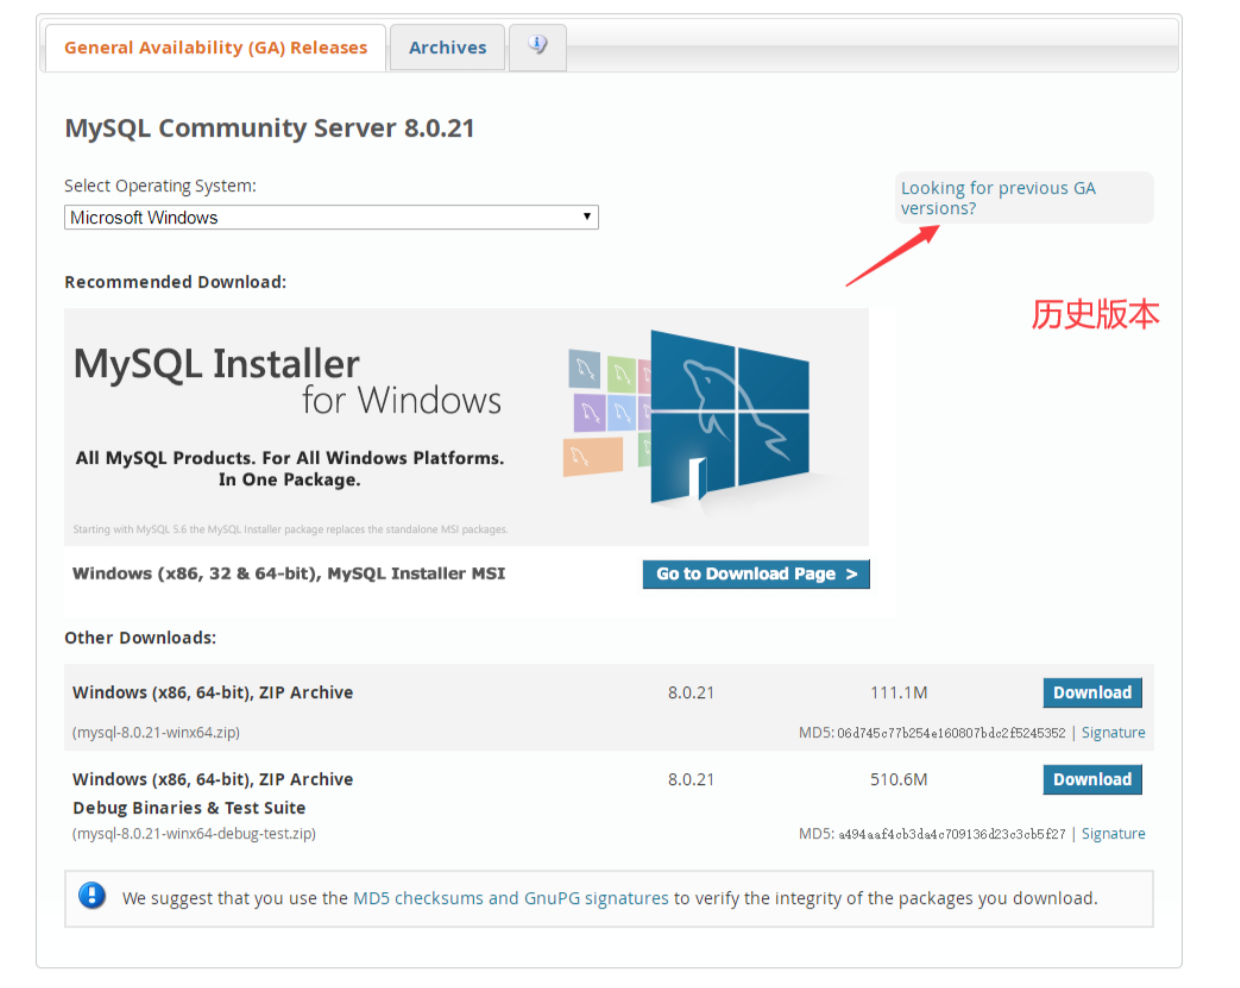 General Availability (GA) Releases
Archives
MySQL Community Server 8.0.21
Select Operating System:
Looking for previous GA
versions?
Microsoft Windows
Recommended Download:
历史版本
MySQL Installer
for Windows
All MySQL Products. For All Windows Platforms.
In One Package.
Starting with MySQL 5.6 the MySQL Installer package replaces the standalone MSI packages.
Windows (x86, 32 & 64-bit), MySQL Installer MSI
Go to Download Page >
Other Downloads:
Windows (x86, 64-bit), ZIP Archive 8.0.21 111.1M Download
(mysql-8.0.21-winx64.zip) MD5: 06d745c77b254e160807bdc2f5245352 | Signature
Windows (x86, 64-bit), ZIP Archive 8.0.21 510.6M Download
Debug Binaries & Test Suite
(mysql-8.0.21-winx64-debug-test.zip) MD5: a494aaf4cb3da4c709136d23c3cb5f27 | Signature
We suggest that you use the MD5 checksums and GnuPG signatures to verify the integrity of the packages you download.